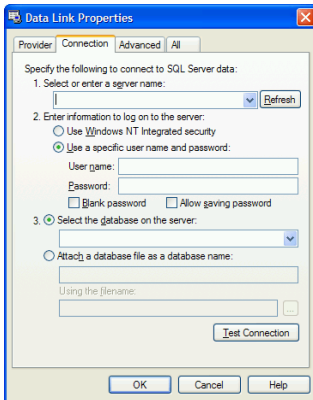 Data Link Properties
Provider Connection Advanced All
Specify the following to connect to SQL Server data:
1. Select or enter a server name:
Refresh
2. Enter information to log on to the server:
Use Windows NT Integrated security
Use a specific user name and password:
User name:
Password:
Blank password Allow saving password
3. Select the database on the server:
Attach a database file as a database name:
Using the filename:
...
Test Connection
OK Cancel Help